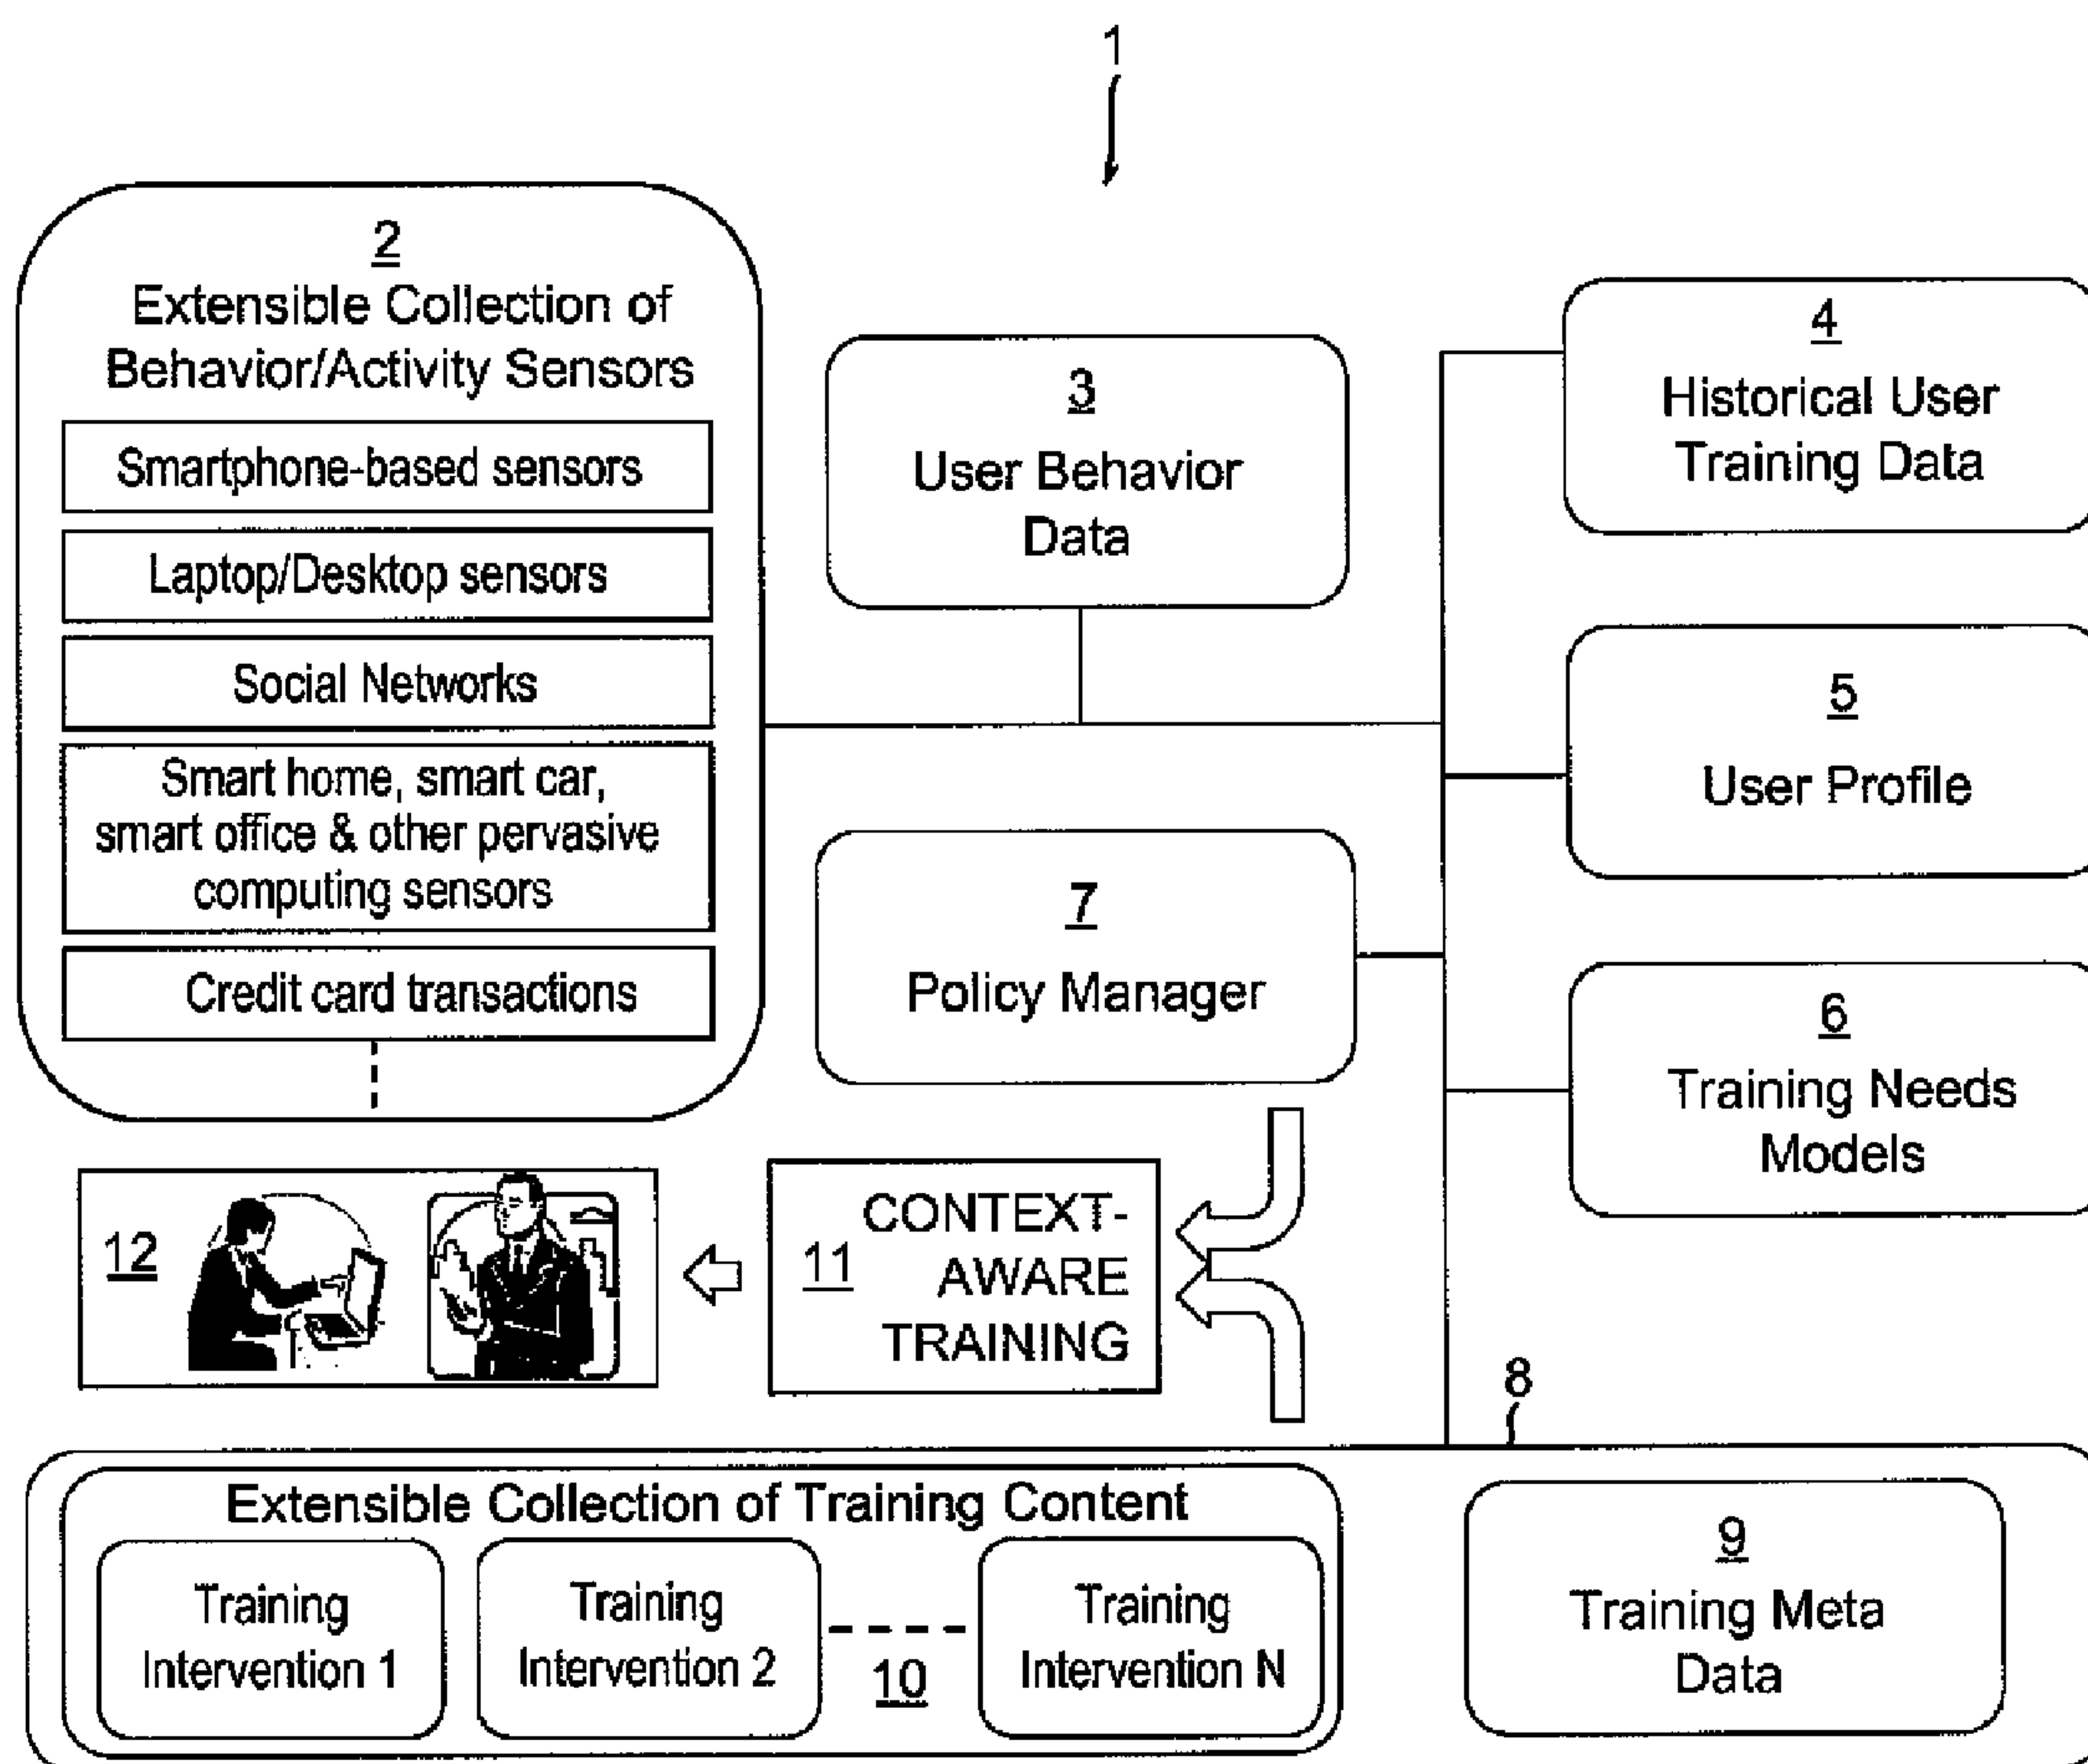 1
2
Extensible Collection of
Behavior/Activity Sensors
Smartphone-based sensors
Laptop/Desktop sensors
Social Networks
Smart home, smart car,
smart office & other pervasive
computing sensors
Credit card transactions
3
User Behavior
Data
4
Historical User
Training Data
5
User Profile
7
Policy Manager
6
Training Needs
Models
12
11
CONTEXT-
AWARE
TRAINING
8
Extensible Collection of Training Content
Training
Intervention 1
Training
Intervention 2
10
Training
Intervention N
9
Training Meta
Data